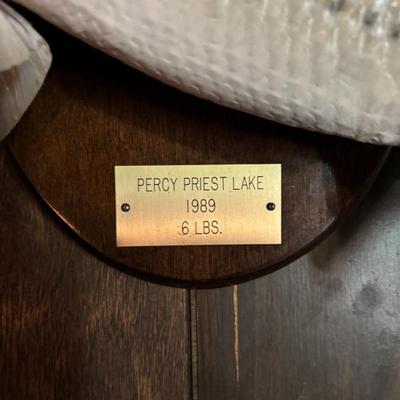 PERCY PRIEST LAKE
1989
6 LBS.